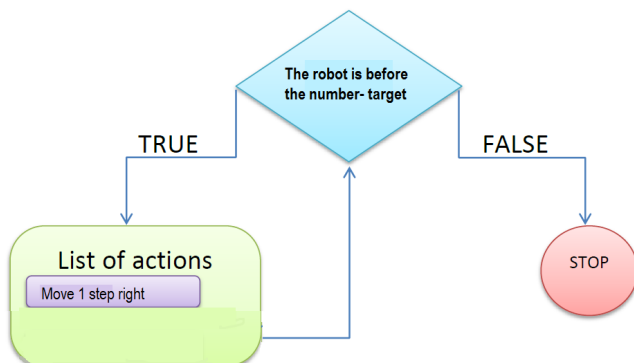 The robot is before
the number- target
TRUE
FALSE
List of actions
Move 1 step right
STOP